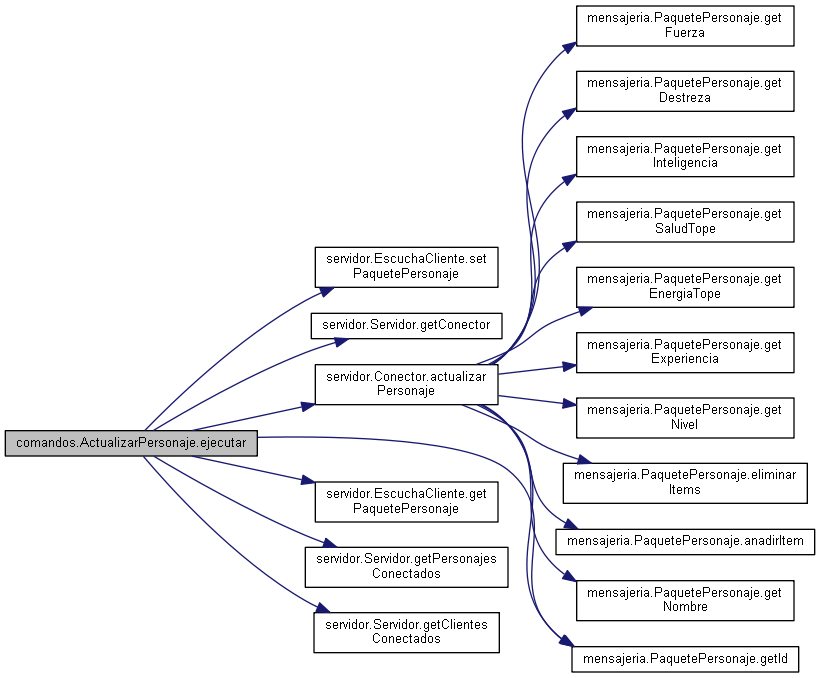 comandos.ActualizarPersonaje.ejecutar
servidor.EscuchaCliente.set
PaquetePersonaje
servidor.Servidor.getConector
servidor.Conector.actualizar
Personaje
servidor.EscuchaCliente.get
PaquetePersonaje
servidor.Servidor.getPersonajes
Conectados
servidor.Servidor.getClientes
Conectados
mensajeria.PaquetePersonaje.get
Fuerza
mensajeria.PaquetePersonaje.get
Destreza
mensajeria.PaquetePersonaje.get
Inteligencia
mensajeria.PaquetePersonaje.get
SaludTope
mensajeria.PaquetePersonaje.get
EnergiaTope
mensajeria.PaquetePersonaje.get
Experiencia
mensajeria.PaquetePersonaje.get
Nivel
mensajeria.PaquetePersonaje.eliminar
Items
mensajeria.PaquetePersonaje.anadirItem
mensajeria.PaquetePersonaje.get
Nombre
mensajeria.PaquetePersonaje.getId